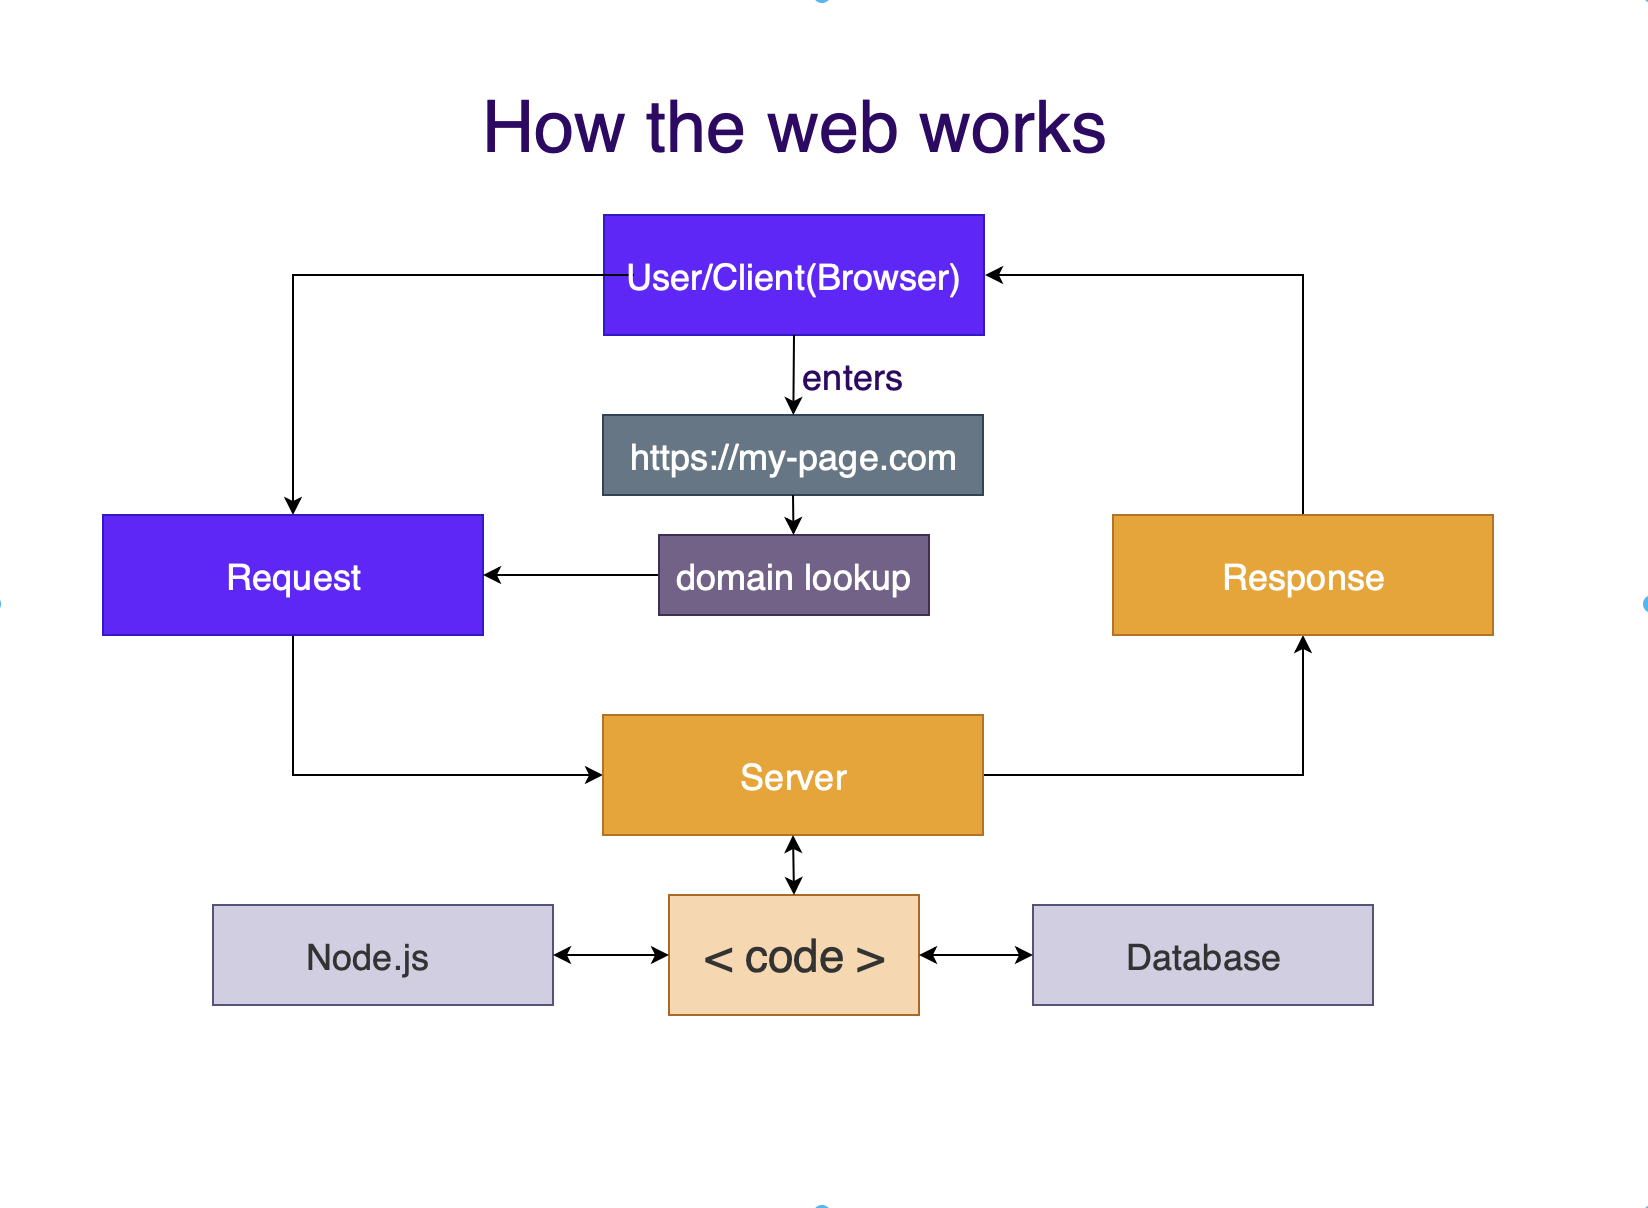 How the web works
User/Client(Browser)
enters
https://my-page.com
Request
domain lookup
Response
Server
Node.js
< code >
Database